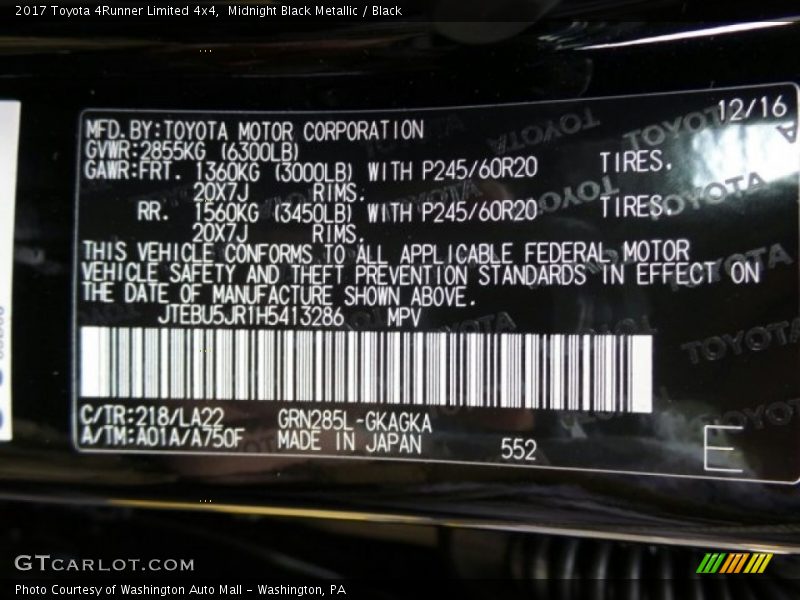 2017 Toyota 4Runner Limited 4x4,  Midnight Black Metallic / Black
12/16
MFD.BY:TOYOTA MOTOR CORPORATION
GVWR:2855KG (6300LB)
GAWR:FRT. 1360KG (3000LB) WITH P245/60R20 TIRES.
20X7J RIMS.
RR. 1560KG (3450LB) WITH P245/60R20 TIRES.
20X7J RIMS.
THIS VEHICLE CONFORMS TO ALL APPLICABLE FEDERAL MOTOR
VEHICLE SAFETY AND THEFT PREVENTION STANDARDS IN EFFECT ON
THE DATE OF MANUFACTURE SHOWN ABOVE.
JTEBU5JR1H5413286 MPV
C/TR:218/LA22 GRN285L-GKAGKA
A/TM:A01A/A750F MADE IN JAPAN 552 E
GTCARLOT.COM
Photo Courtesy of Washington Auto Mall - Washington, PA